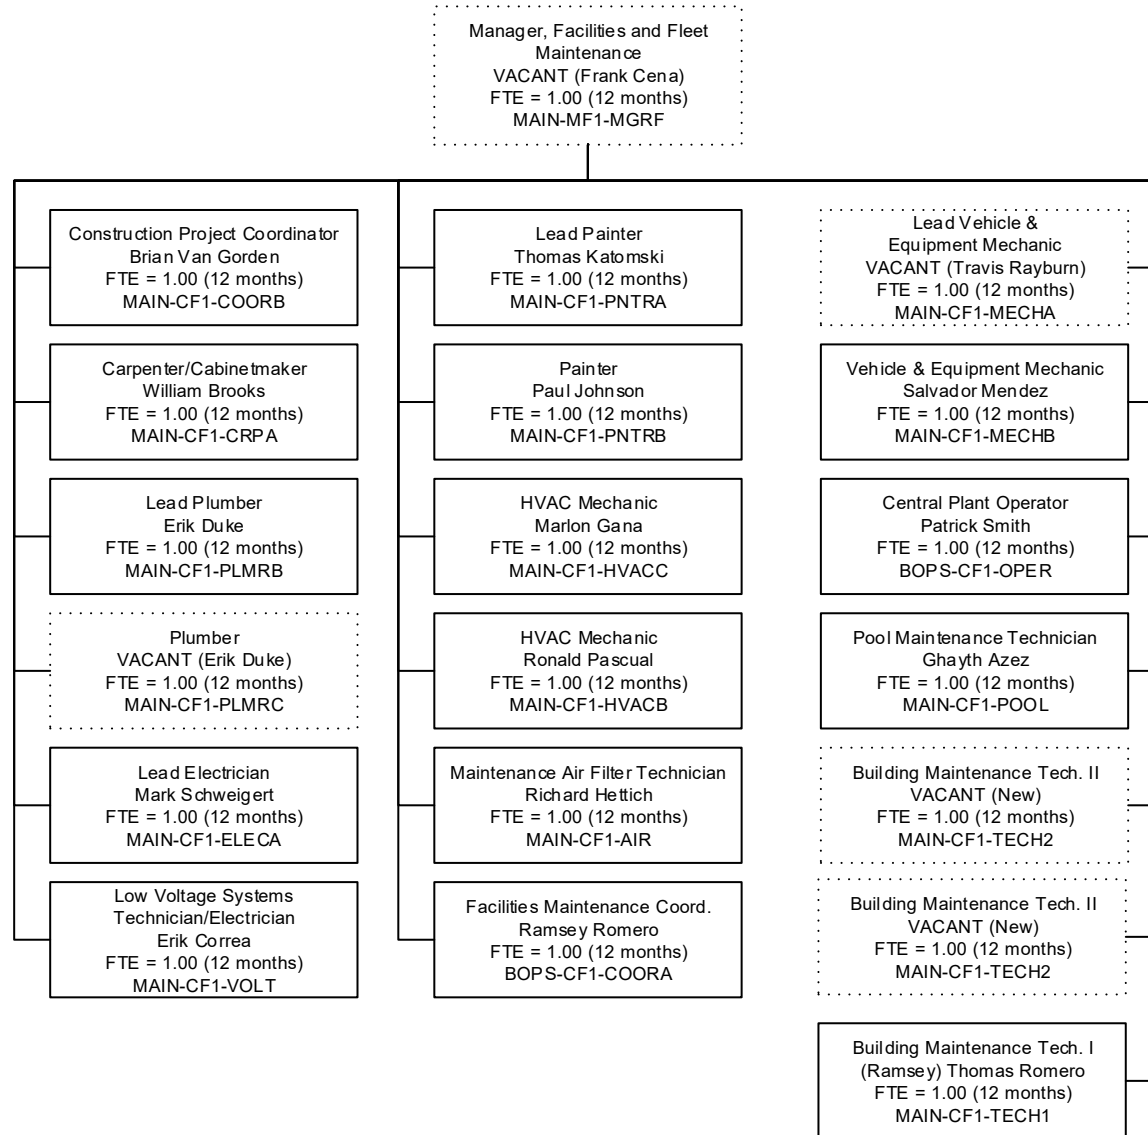 Manager, Facilities and Fleet
Maintenance
VACANT (Frank Cena)
FTE = 1.00 (12 months)
MAIN-MF1-MGRF
Construction Project Coordinator
Brian Van Gorden
FTE = 1.00 (12 months)
MAIN-CF1-COORB
Carpenter/Cabinetmaker
William Brooks
FTE = 1.00 (12 months)
MAIN-CF1-CRPA
Lead Plumber
Erik Duke
FTE = 1.00 (12 months)
MAIN-CF1-PLMRB
Plumber
VACANT (Erik Duke)
FTE = 1.00 (12 months)
MAIN-CF1-PLMRC
Lead Electrician
Mark Schweigert
FTE = 1.00 (12 months)
MAIN-CF1-ELECA
Low Voltage Systems
Technician/Electrician
Erik Correa
FTE = 1.00 (12 months)
MAIN-CF1-VOLT
Lead Painter
Thomas Katomski
FTE = 1.00 (12 months)
MAIN-CF1-PNTRA
Painter
Paul Johnson
FTE = 1.00 (12 months)
MAIN-CF1-PNTRB
HVAC Mechanic
Marlon Gana
FTE = 1.00 (12 months)
MAIN-CF1-HVACC
HVAC Mechanic
Ronald Pascual
FTE = 1.00 (12 months)
MAIN-CF1-HVACB
Maintenance Air Filter Technician
Richard Hettich
FTE = 1.00 (12 months)
MAIN-CF1-AIR
Facilities Maintenance Coord.
Ramsey Romero
FTE = 1.00 (12 months)
BOPS-CF1-COORA
Lead Vehicle &
Equipment Mechanic
VACANT (Travis Rayburn)
FTE = 1.00 (12 months)
MAIN-CF1-MECHA
Vehicle & Equipment Mechanic
Salvador Mendez
FTE = 1.00 (12 months)
MAIN-CF1-MECHB
Central Plant Operator
Patrick Smith
FTE = 1.00 (12 months)
BOPS-CF1-OPER
Pool Maintenance Technician
Ghayth Azez
FTE = 1.00 (12 months)
MAIN-CF1-POOL
Building Maintenance Tech. II
VACANT (New)
FTE = 1.00 (12 months)
MAIN-CF1-TECH2
Building Maintenance Tech. II
VACANT (New)
FTE = 1.00 (12 months)
MAIN-CF1-TECH2
Building Maintenance Tech. I
(Ramsey) Thomas Romero
FTE = 1.00 (12 months)
MAIN-CF1-TECH1